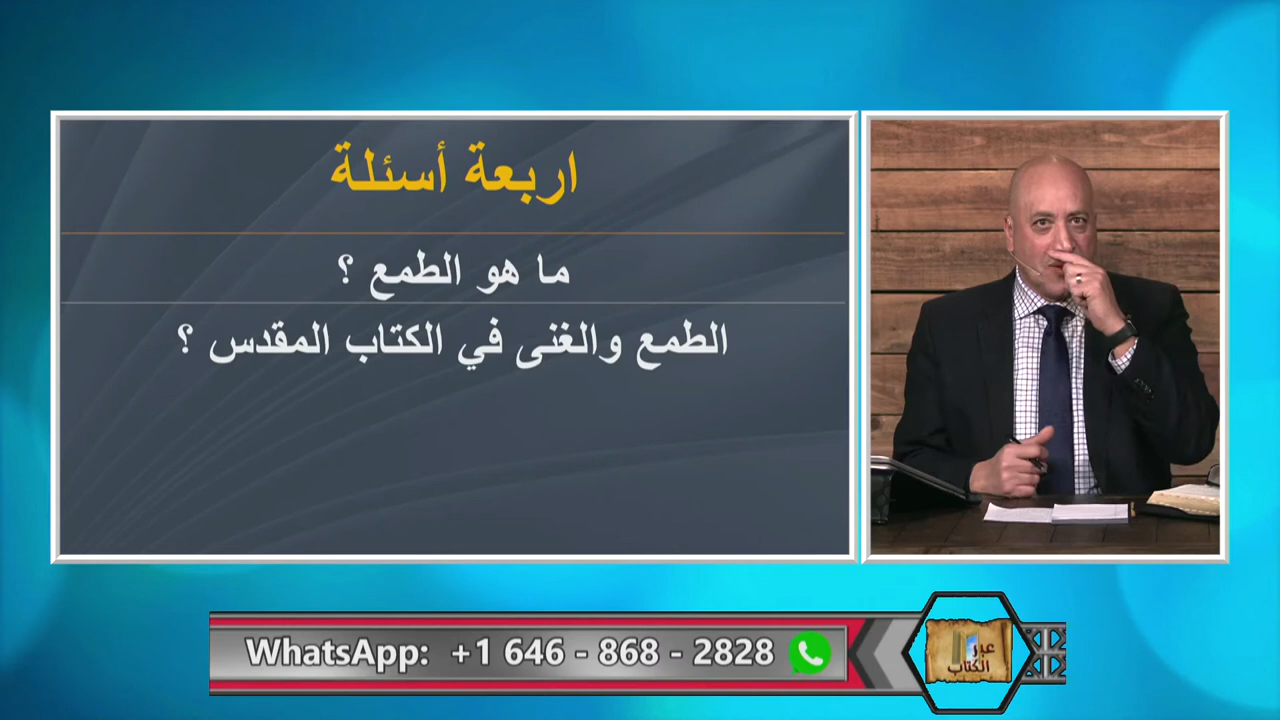 اربعة أسئلة
ما هو الطمع ؟
الطمع والغنى في الكتاب المقدس ؟
WhatsApp: +1 646 - 868 - 2828
عبر
الكتاب